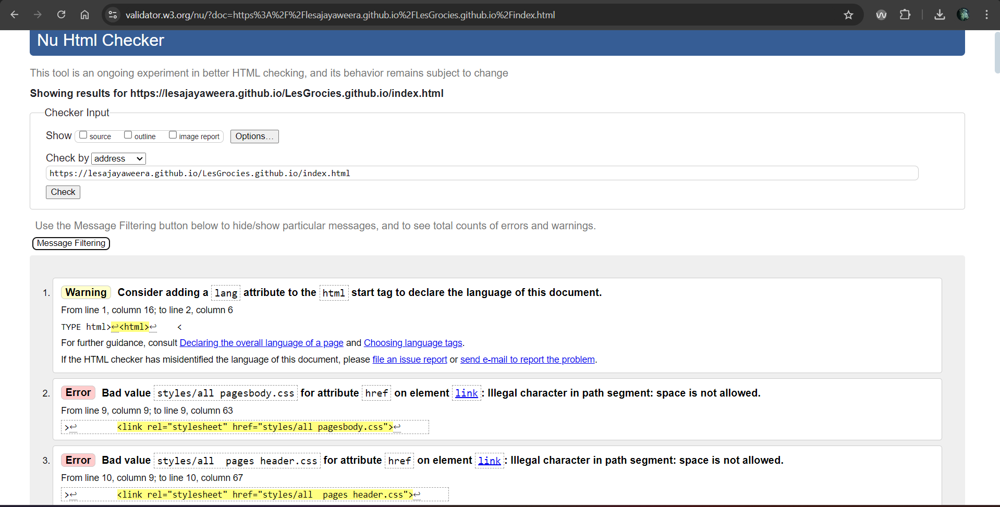 validator.w3.org/nu/?doc=https%3A%2F%2Flesajayaweera.github.io%2FLesGrocies.github.io%2Findex.html
Nu Html Checker
This tool is an ongoing experiment in better HTML checking, and its behavior remains subject to change
Showing results for https://lesajayaweera.github.io/LesGrocies.github.io/index.html
Checker Input
Show source outline image report Options...
Check by address
https://lesajayaweera.github.io/LesGrocies.github.io/index.html
Check
Use the Message Filtering button below to hide/show particular messages, and to see total counts of errors and warnings.
Message Filtering
1. Warning Consider adding a lang attribute to the html start tag to declare the language of this document.
From line 1, column 16; to line 2, column 6
TYPE html>↩<html>↩    <
For further guidance, consult Declaring the overall language of a page and Choosing language tags.
If the HTML checker has misidentified the language of this document, please file an issue report or send e-mail to report the problem.
2. Error Bad value styles/all pagesbody.css for attribute href on element link: Illegal character in path segment: space is not allowed.
From line 9, column 9; to line 9, column 63
>↩        <link rel="stylesheet" href="styles/all pagesbody.css">↩
3. Error Bad value styles/all  pages header.css for attribute href on element link: Illegal character in path segment: space is not allowed.
From line 10, column 9; to line 10, column 67
>↩        <link rel="stylesheet" href="styles/all  pages header.css">↩